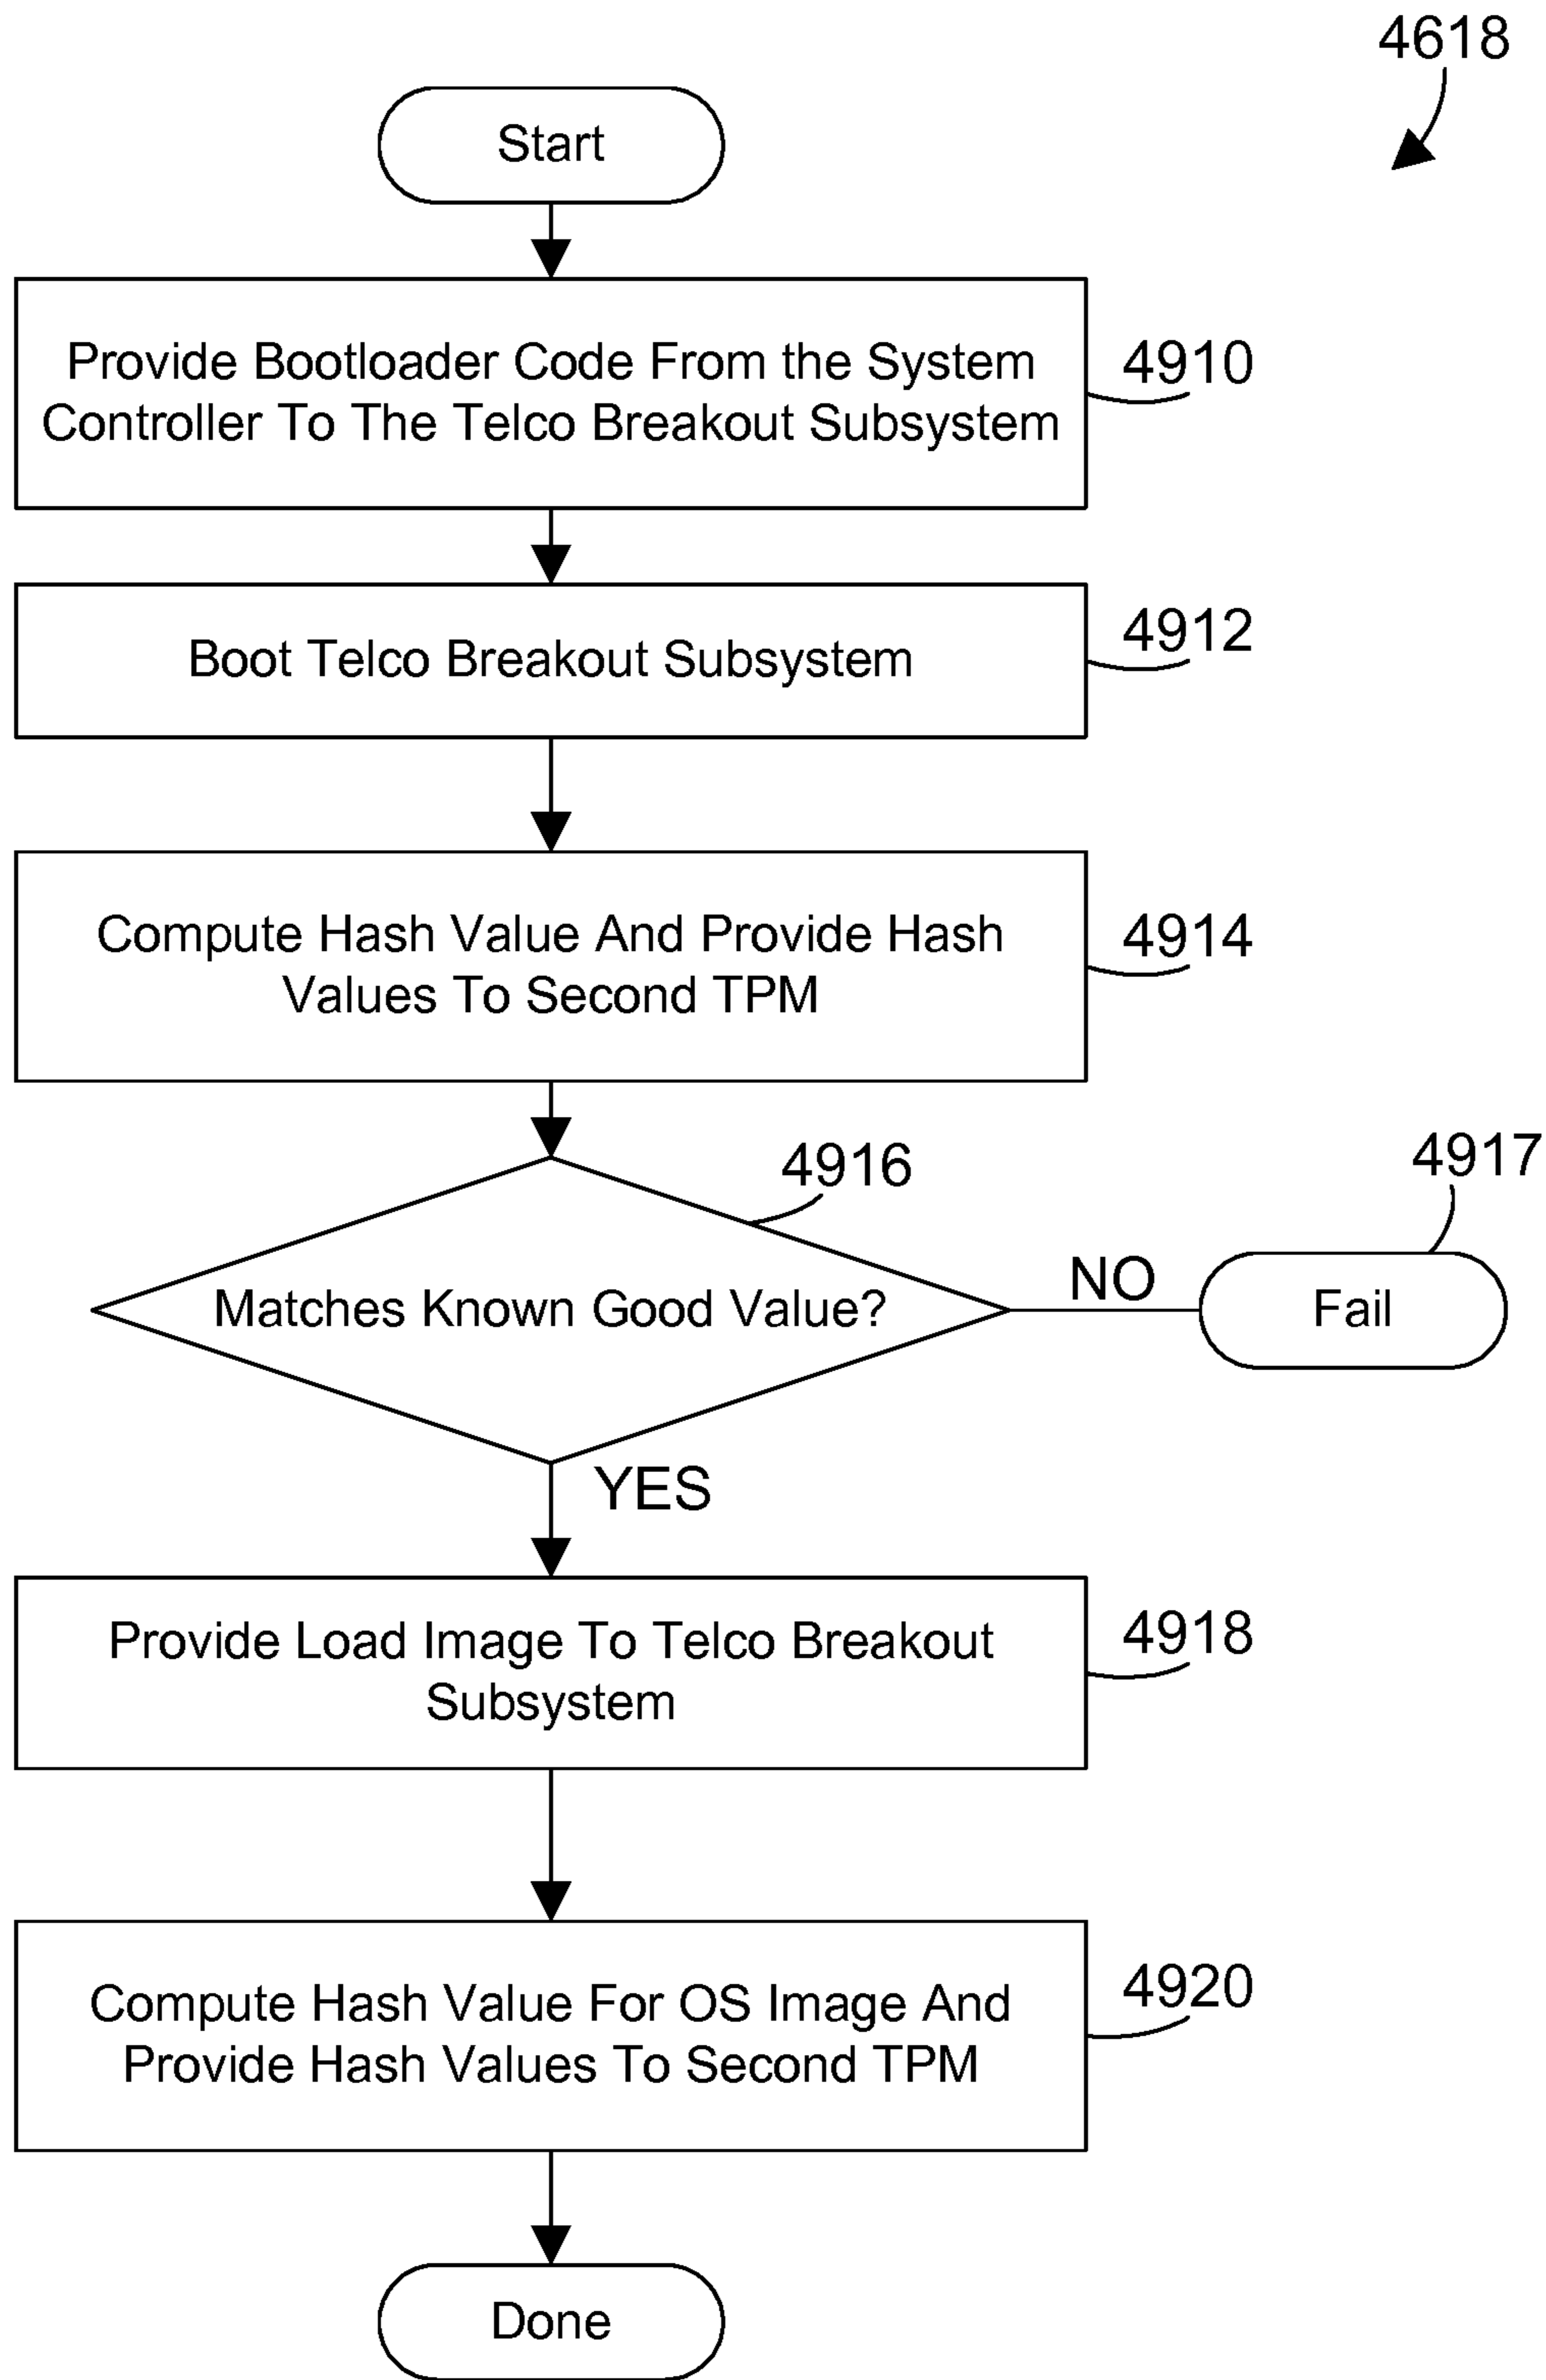 4618
Start
Provide Bootloader Code From the System
Controller To The Telco Breakout Subsystem
4910
Boot Telco Breakout Subsystem
4912
Compute Hash Value And Provide Hash
Values To Second TPM
4914
4916
4917
Matches Known Good Value?
NO
Fail
YES
Provide Load Image To Telco Breakout
Subsystem
4918
Compute Hash Value For OS Image And
Provide Hash Values To Second TPM
4920
Done